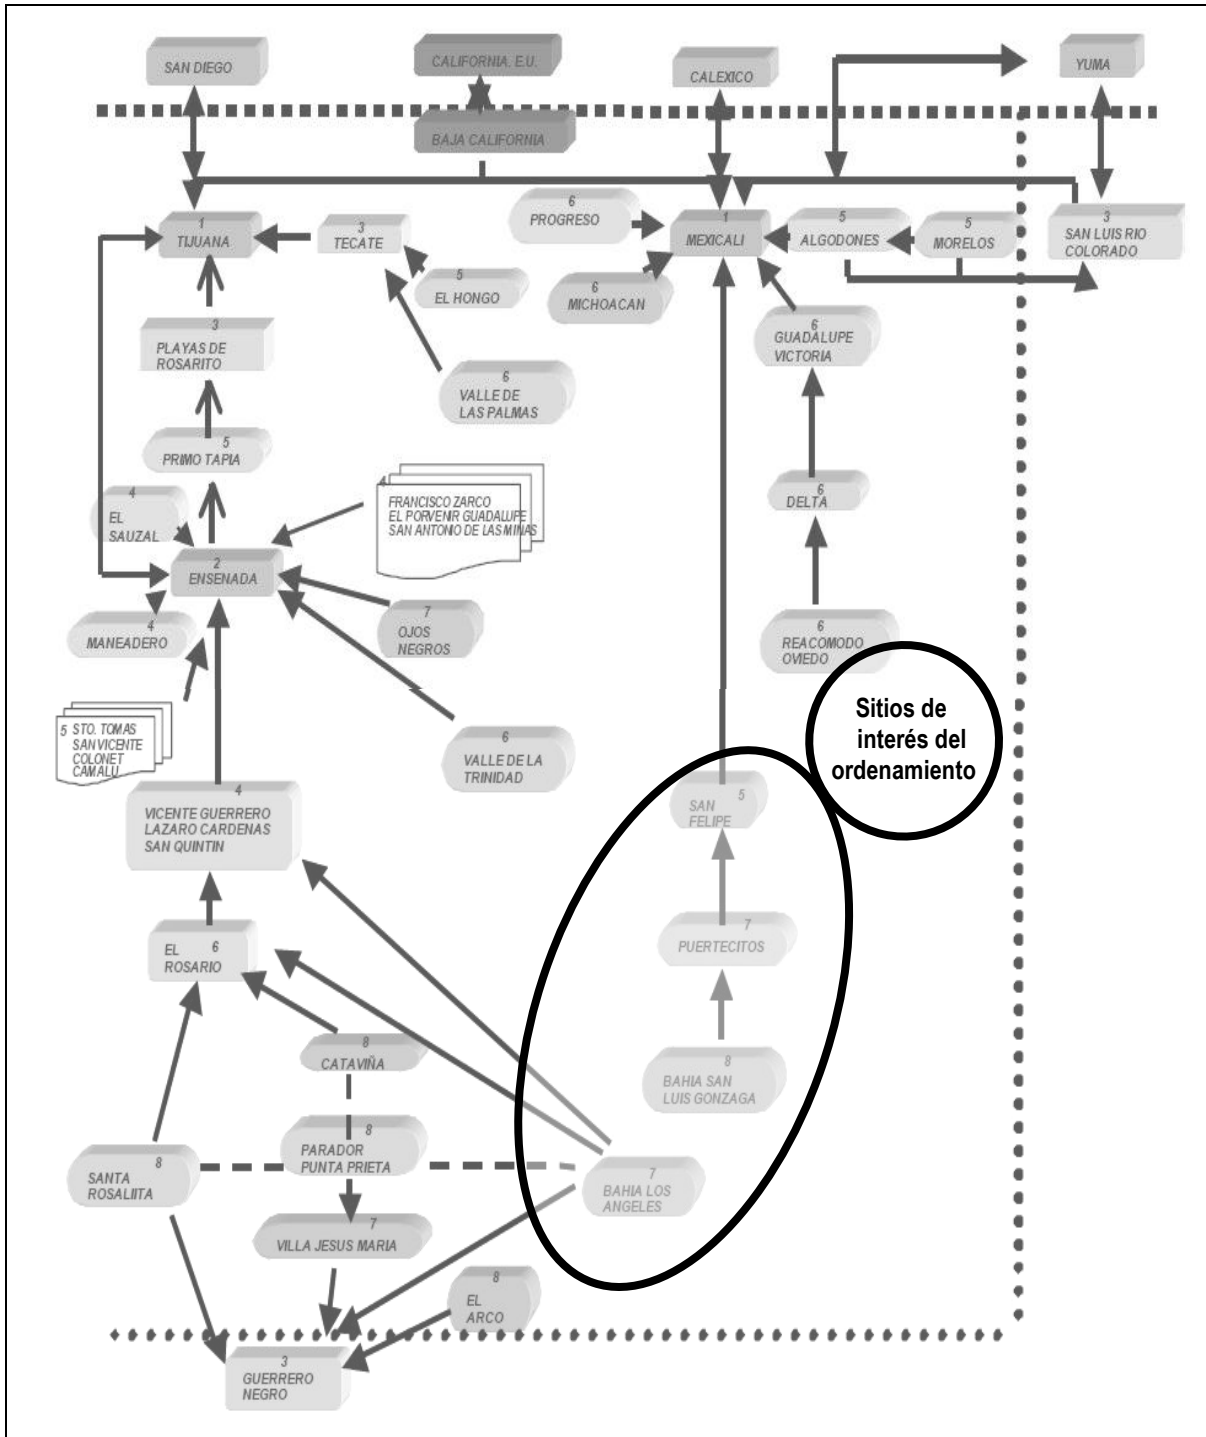 SAN DIEGO
CALIFORNIA, E.U.
CALEXICO
YUMA
BAJA CALIFORNIA
1
TIJUANA
3
TECATE
6
PROGRESO
1
MEXICALI
5
ALGODONES
5
MORELOS
3
SAN LUIS RIO
COLORADO
5
EL HONGO
6
MICHOACAN
3
PLAYAS DE
ROSARITO
6
GUADALUPE
VICTORIA
6
VALLE DE
LAS PALMAS
5
PRIMO TAPIA
4
EL
SAUZAL
4
FRANCISCO ZARCO
EL PORVENIR GUADALUPE
SAN ANTONIO DE LAS MINAS
6
DELTA
2
ENSENADA
4
MANEADERO
7
OJOS
NEGROS
6
REACOMODO
OVIEDO
5 STO. TOMAS
SAN VICENTE
COLONET
CAMALU
6
VALLE DE LA
TRINIDAD
Sitios de
interés del
ordenamiento
4
VICENTE GUERRERO
LAZARO CARDENAS
SAN QUINTIN
5
SAN
FELIPE
6
EL
ROSARIO
7
PUERTECITOS
8
CATAVIÑA
8
BAHIA SAN
LUIS GONZAGA
8
PARADOR
PUNTA PRIETA
8
SANTA
ROSALIITA
7
BAHIA LOS
ANGELES
7
VILLA JESUS MARIA
8
EL
ARCO
3
GUERRERO
NEGRO